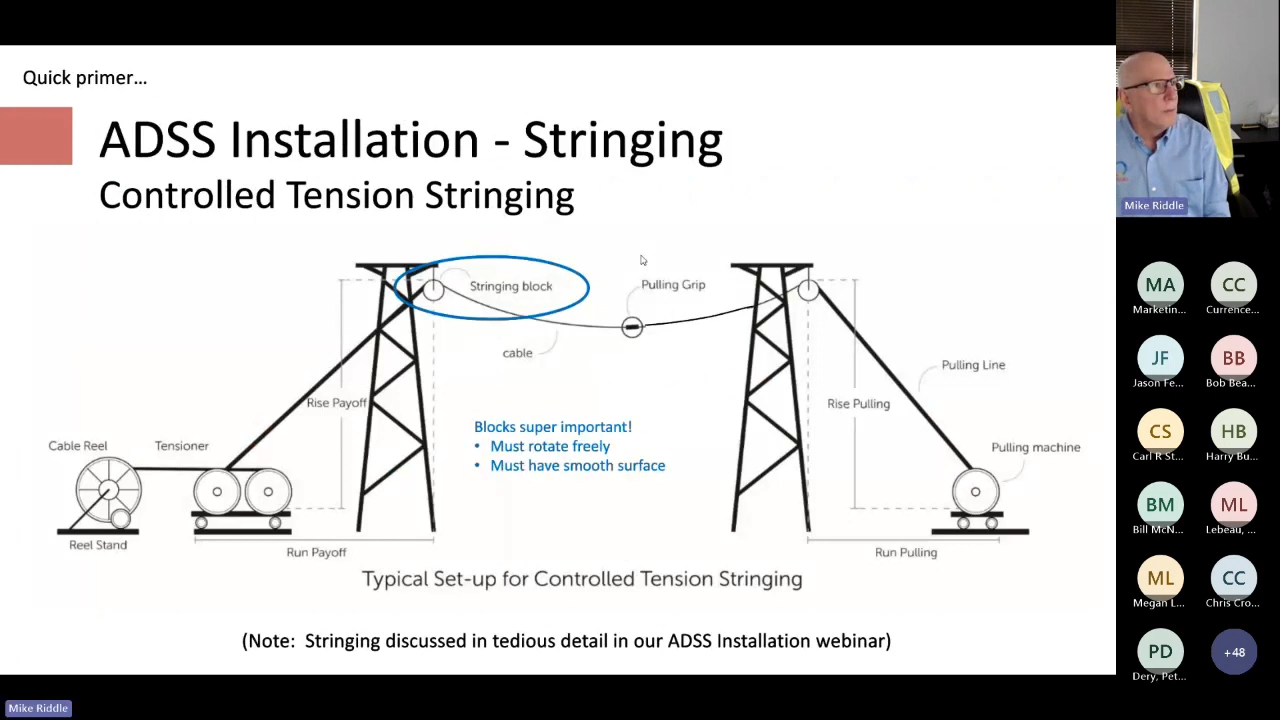 Quick primer...
ADSS Installation - Stringing
Controlled Tension Stringing
Stringing block
Pulling Grip
cable
Pulling Line
Rise Payoff
Rise Pulling
Blocks super important!
• Must rotate freely
• Must have smooth surface
Cable Reel
Tensioner
Pulling machine
Reel Stand
Run Payoff
Run Pulling
Typical Set-up for Controlled Tension Stringing
(Note:  Stringing discussed in tedious detail in our ADSS Installation webinar)
Mike Riddle
Mike Riddle
MA
Marketin...
CC
Currence...
JF
Jason Fe...
BB
Bob Bea...
CS
Carl R St...
HB
Harry Bu...
BM
Bill McN...
ML
Lebeau, ...
ML
Megan L...
CC
Chris Cro...
PD
Dery, Pet...
+48